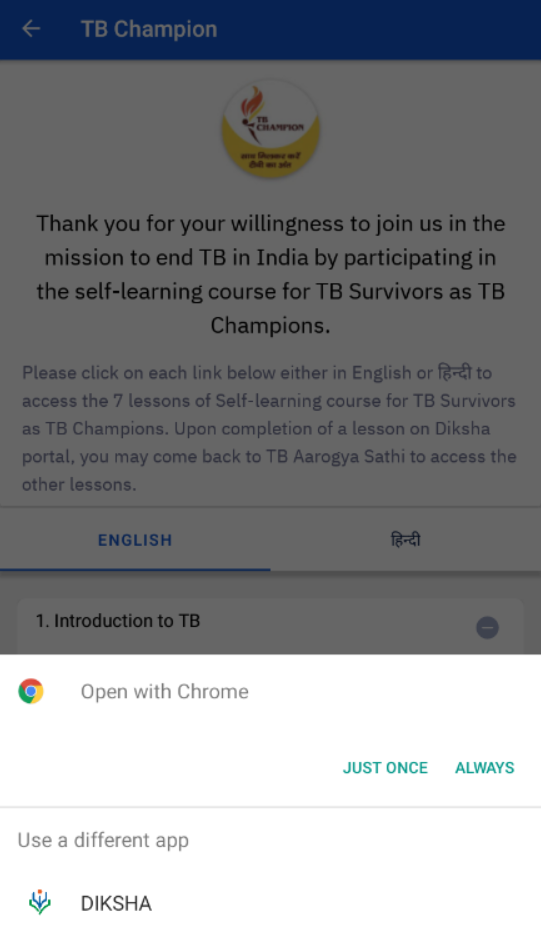 TB Champion
TB
CHAMPION
साथ मिलकर करें
टीबी का अंत
Thank you for your willingness to join us in the
mission to end TB in India by participating in
the self-learning course for TB Survivors as TB
Champions.
Please click on each link below either in English or हिन्दी to
access the 7 lessons of Self-learning course for TB Survivors
as TB Champions. Upon completion of a lesson on Diksha
portal, you may come back to TB Aarogya Sathi to access the
other lessons.
ENGLISH
हिन्दी
1. Introduction to TB
Open with Chrome
JUST ONCE
ALWAYS
Use a different app
DIKSHA